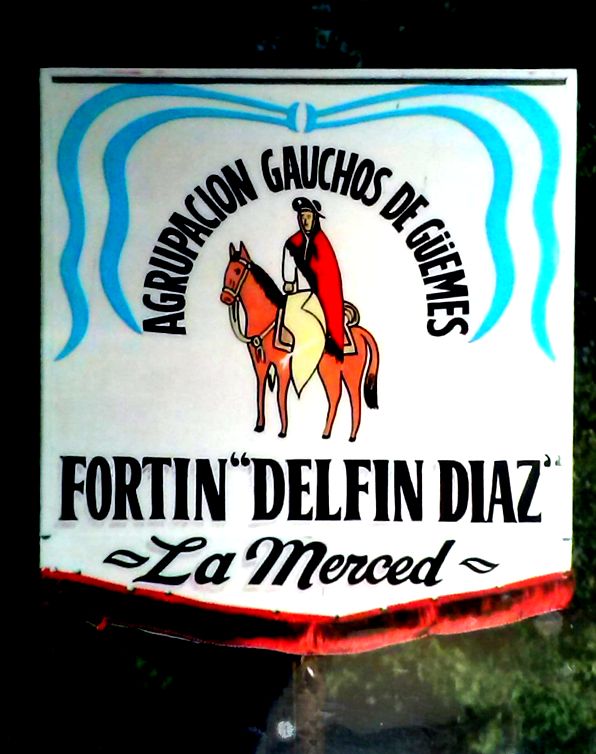 AGRUPACION GAUCHOS DE GÜEMES
FORTIN "DELFIN DIAZ"
La Merced